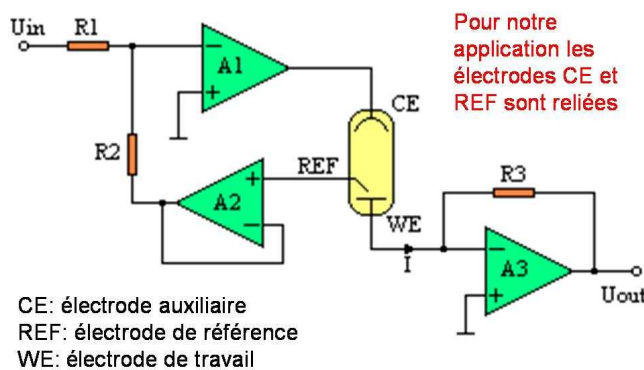 Uin
R1
Pour notre
application les
électrodes CE et
REF sont reliées
A1
CE
R2
REF
R3
A2
WE
I
A3
Uout
CE: électrode auxiliaire
REF: électrode de référence
WE: électrode de travail